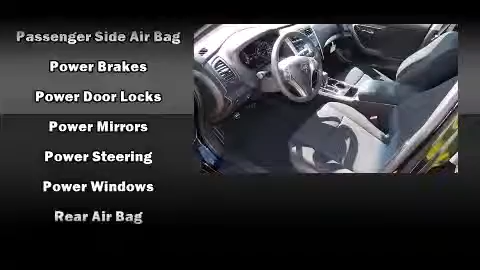 Passenger Side Air Bag
Power Brakes
Power Door Locks
Power Mirrors
Power Steering
Power Windows
Rear Air Bag